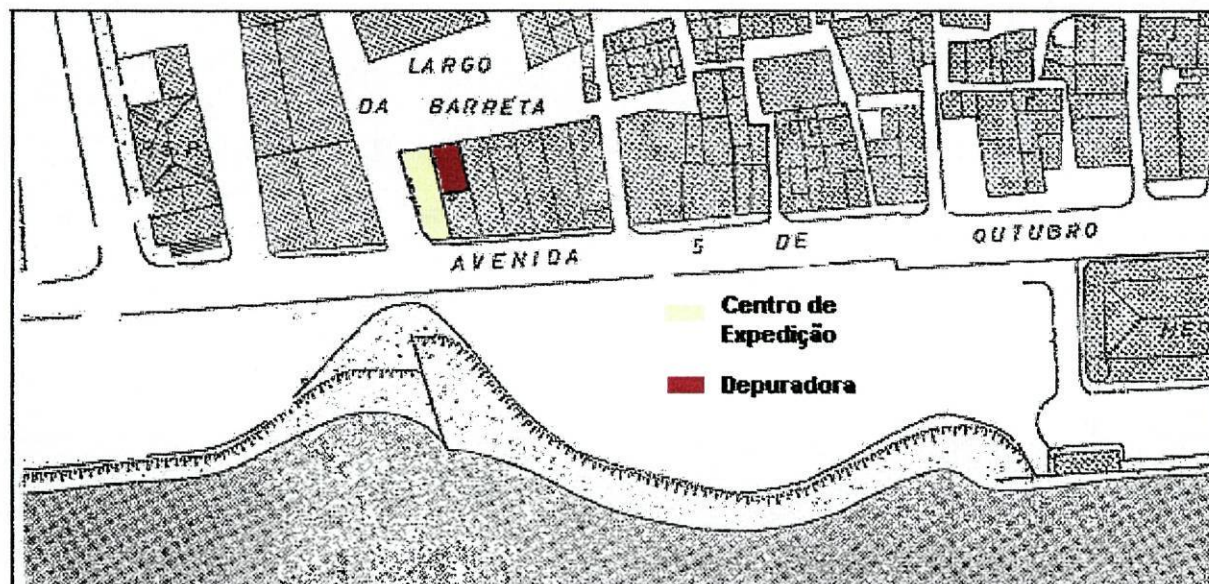 LARGO
DA BARRETA
AVENIDA 5 DE OUTUBRO
Centro de
Expedição
Depuradora